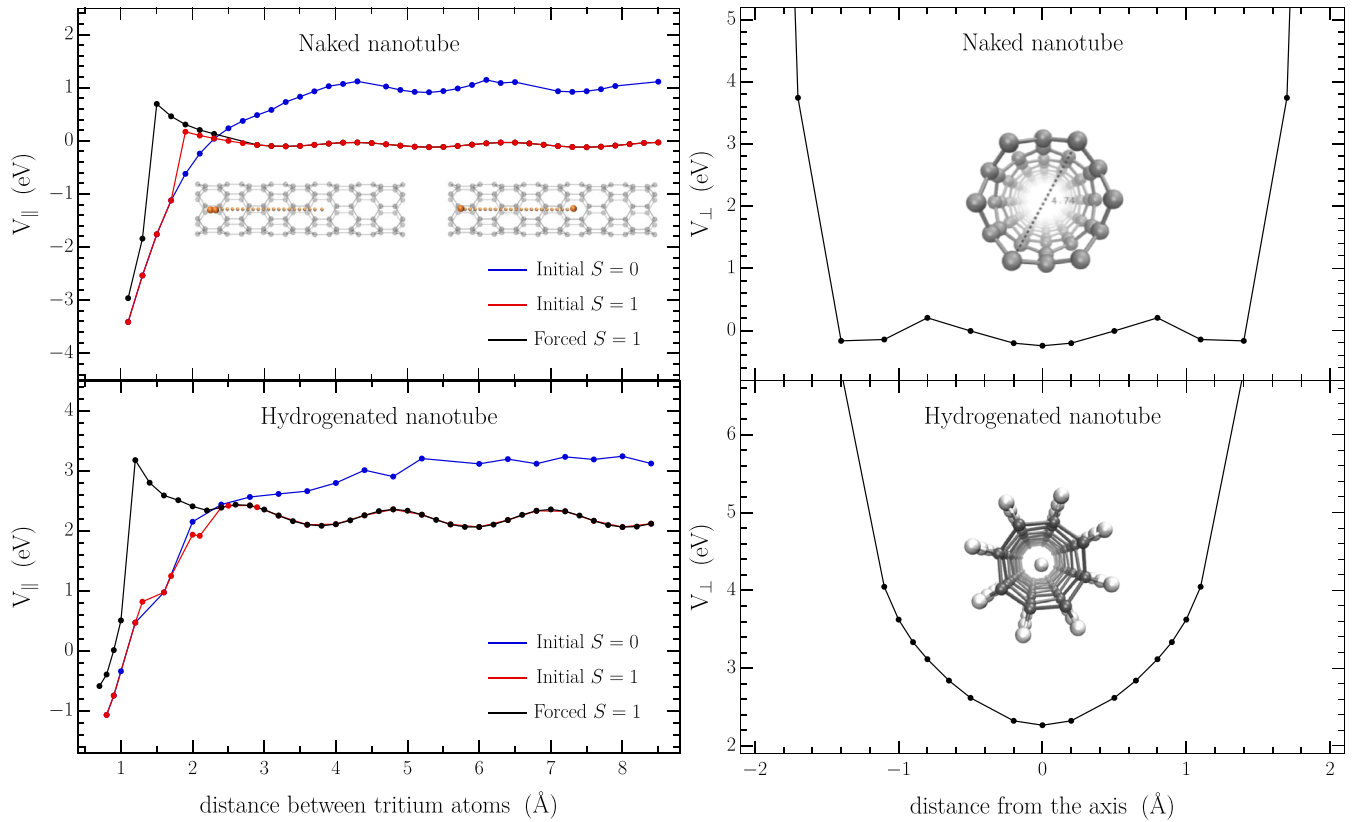 Naked nanotube
2
1
0
−1
−2
−3
−4
V∥ (eV)
Initial S = 0
Initial S = 1
Forced S = 1
Naked nanotube
5
4
3
2
1
0
V⊥ (eV)
4.74
Hydrogenated nanotube
4
3
2
1
0
−1
V∥ (eV)
Initial S = 0
Initial S = 1
Forced S = 1
1 2 3 4 5 6 7 8
distance between tritium atoms (Å)
Hydrogenated nanotube
6
5
4
3
2
V⊥ (eV)
−2 −1 0 1 2
distance from the axis (Å)